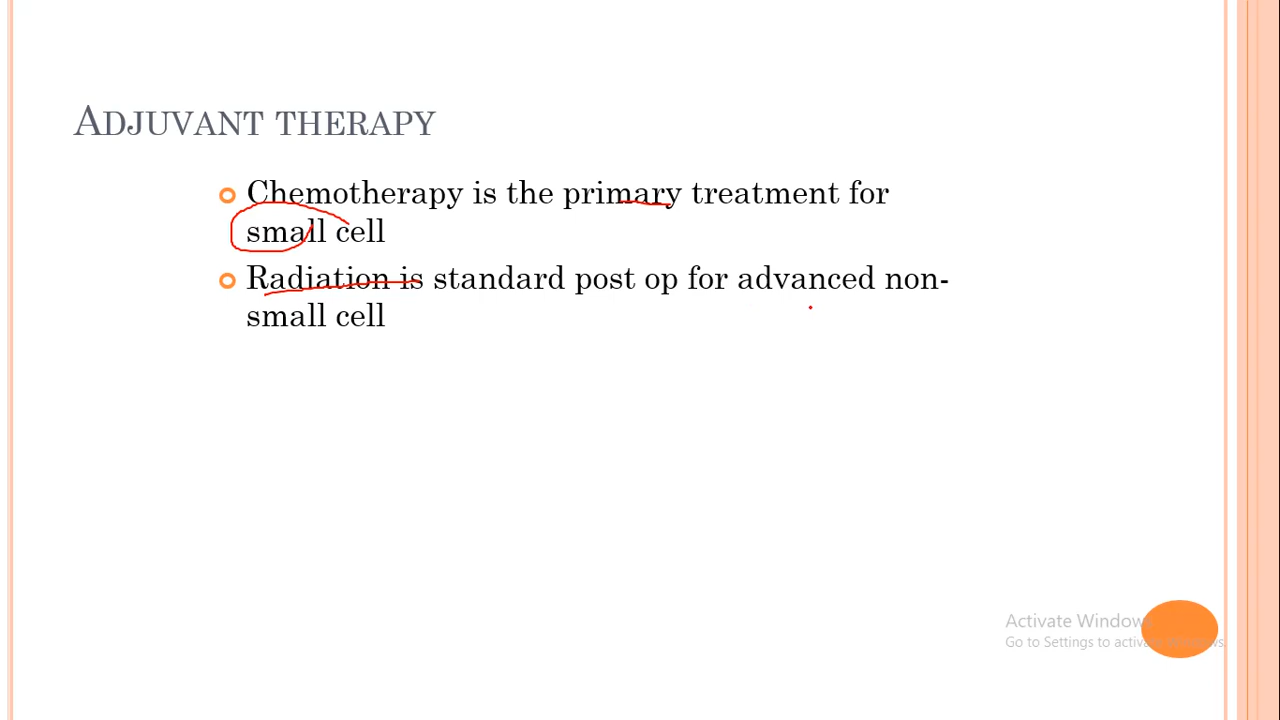 ADJUVANT THERAPY
Chemotherapy is the primary treatment for
small cell
Radiation is standard post op for advanced non-
small cell
Activate Windows
Go to Settings to activate Windows.